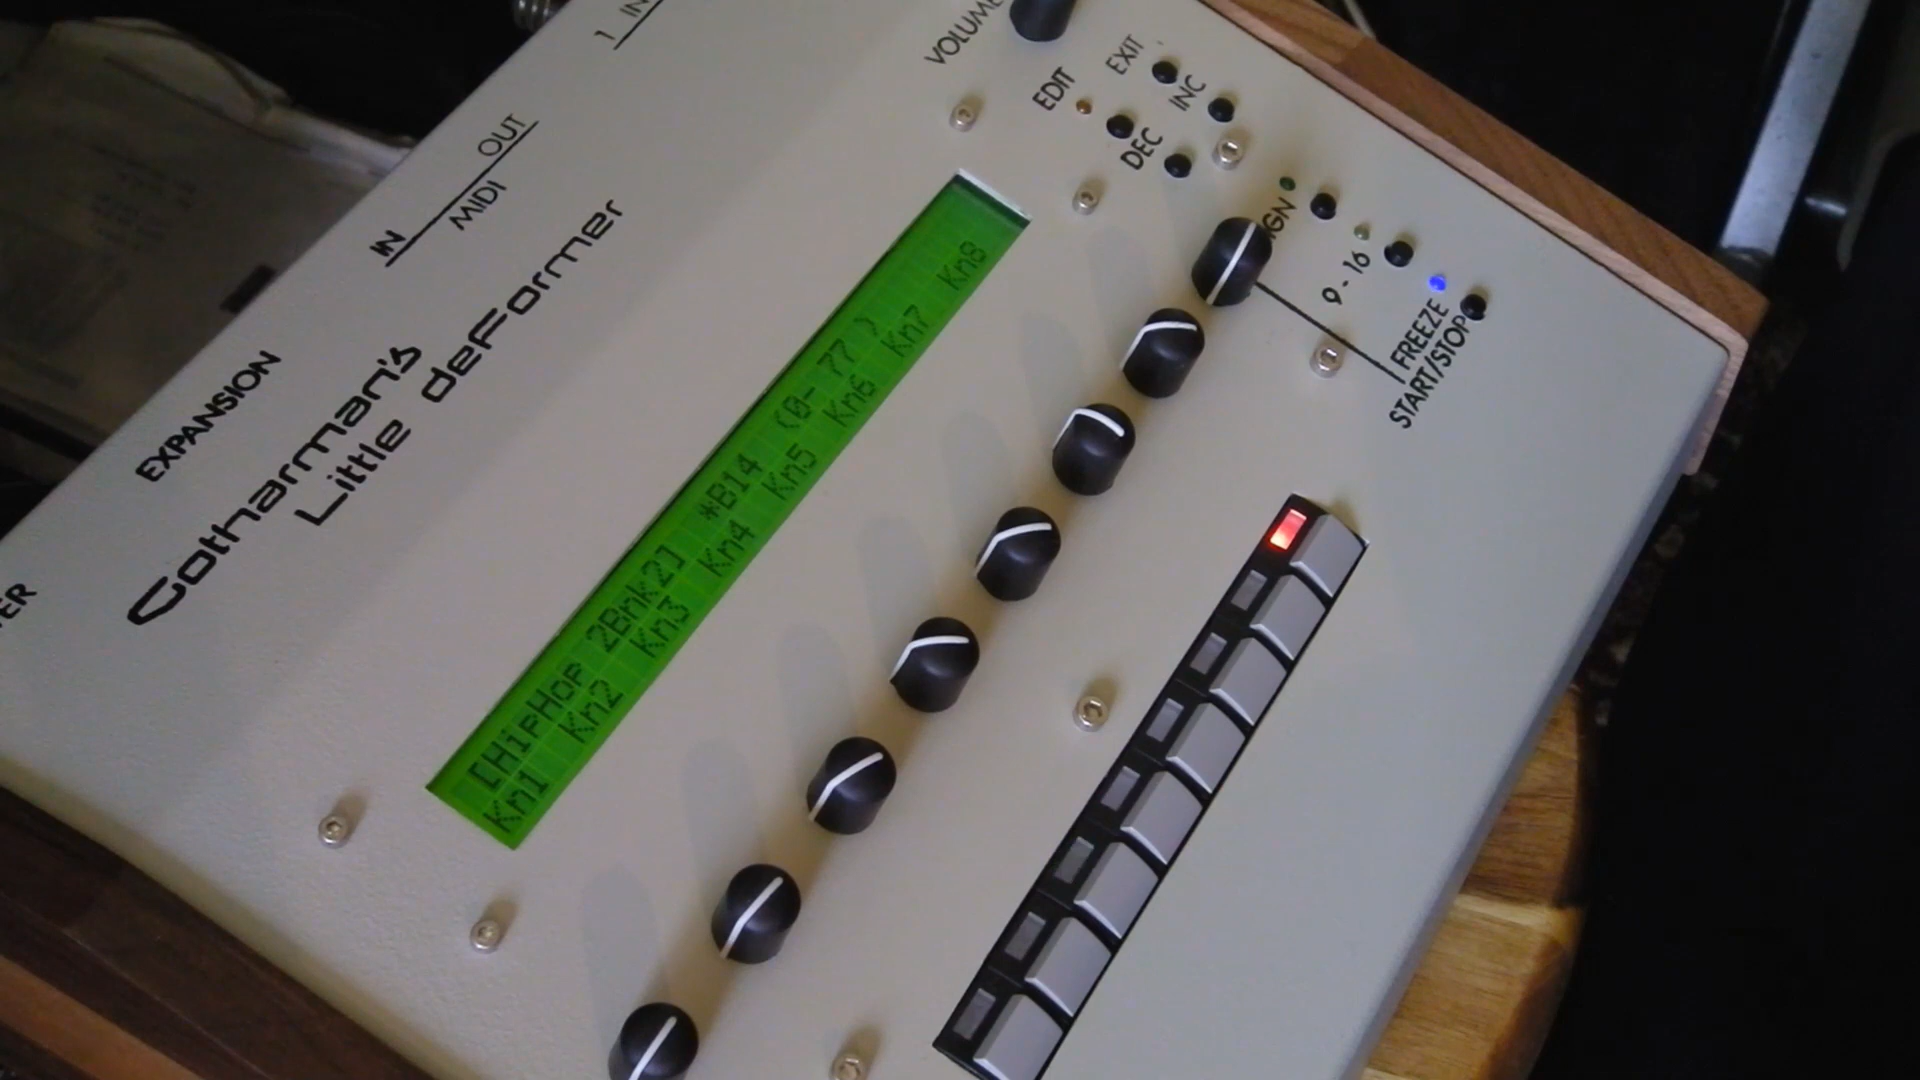 1 IN
VOLUME
EXIT
EDIT
INC
DEC
IN OUT
MIDI
EXPANSION
Gotharman's
Little deFormer
[HipHop 2Bnk2] *B14 (0- 77 )
Kn1 Kn2 Kn3 Kn4 Kn5 Kn6 Kn7 Kn8
9-16
FREEZE
START/STOP